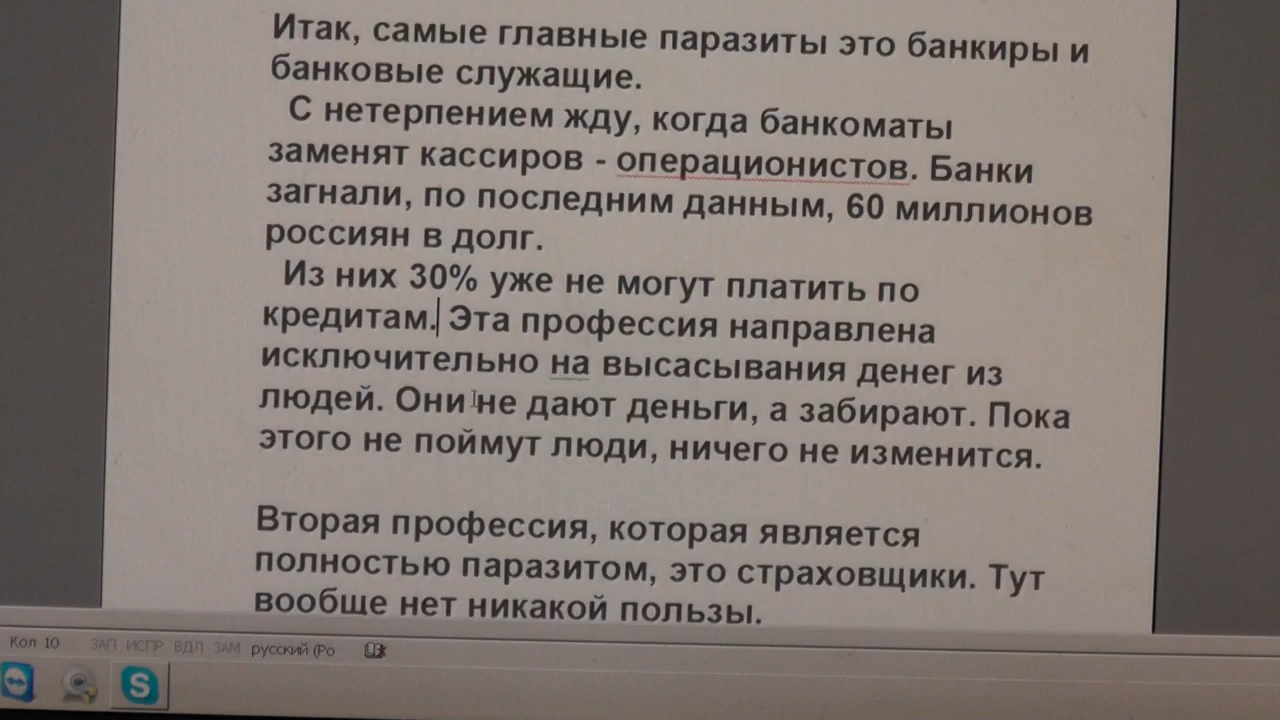 Итак, самые главные паразиты это банкиры и
банковые служащие.
С нетерпением жду, когда банкоматы
заменят кассиров - операционистов. Банки
загнали, по последним данным, 60 миллионов
россиян в долг.
Из них 30% уже не могут платить по
кредитам. Эта профессия направлена
исключительно на высасывания денег из
людей. Они не дают деньги, а забирают. Пока
этого не поймут люди, ничего не изменится.
Вторая профессия, которая является
полностью паразитом, это страховщики. Тут
вообще нет никакой пользы.
Кол 10 ЗАП ИСПР ВДЛ ЗАМ русский (Ро
S